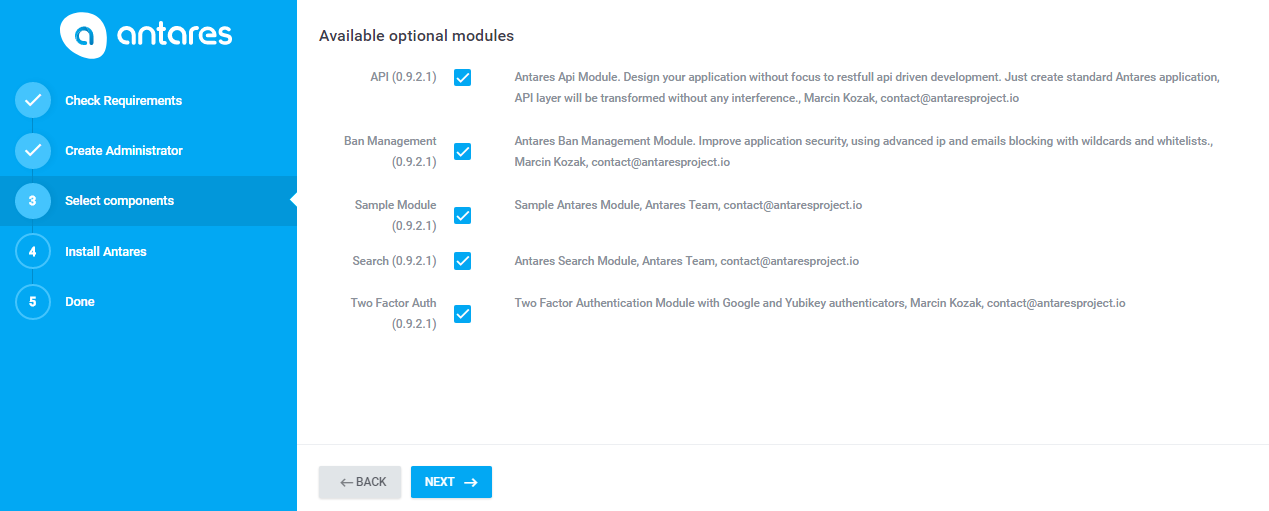 antares
Check Requirements
Create Administrator
3 Select components
4 Install Antares
5 Done
Available optional modules
API (0.9.2.1)
Antares Api Module. Design your application without focus to restfull api driven development. Just create standard Antares application,
API layer will be transformed without any interference., Marcin Kozak, contact@antaresproject.io
Ban Management
(0.9.2.1)
Antares Ban Management Module. Improve application security, using advanced ip and emails blocking with wildcards and whitelists.,
Marcin Kozak, contact@antaresproject.io
Sample Module
(0.9.2.1)
Sample Antares Module, Antares Team, contact@antaresproject.io
Search (0.9.2.1)
Antares Search Module, Antares Team, contact@antaresproject.io
Two Factor Auth
(0.9.2.1)
Two Factor Authentication Module with Google and Yubikey authenticators, Marcin Kozak, contact@antaresproject.io
BACK
NEXT